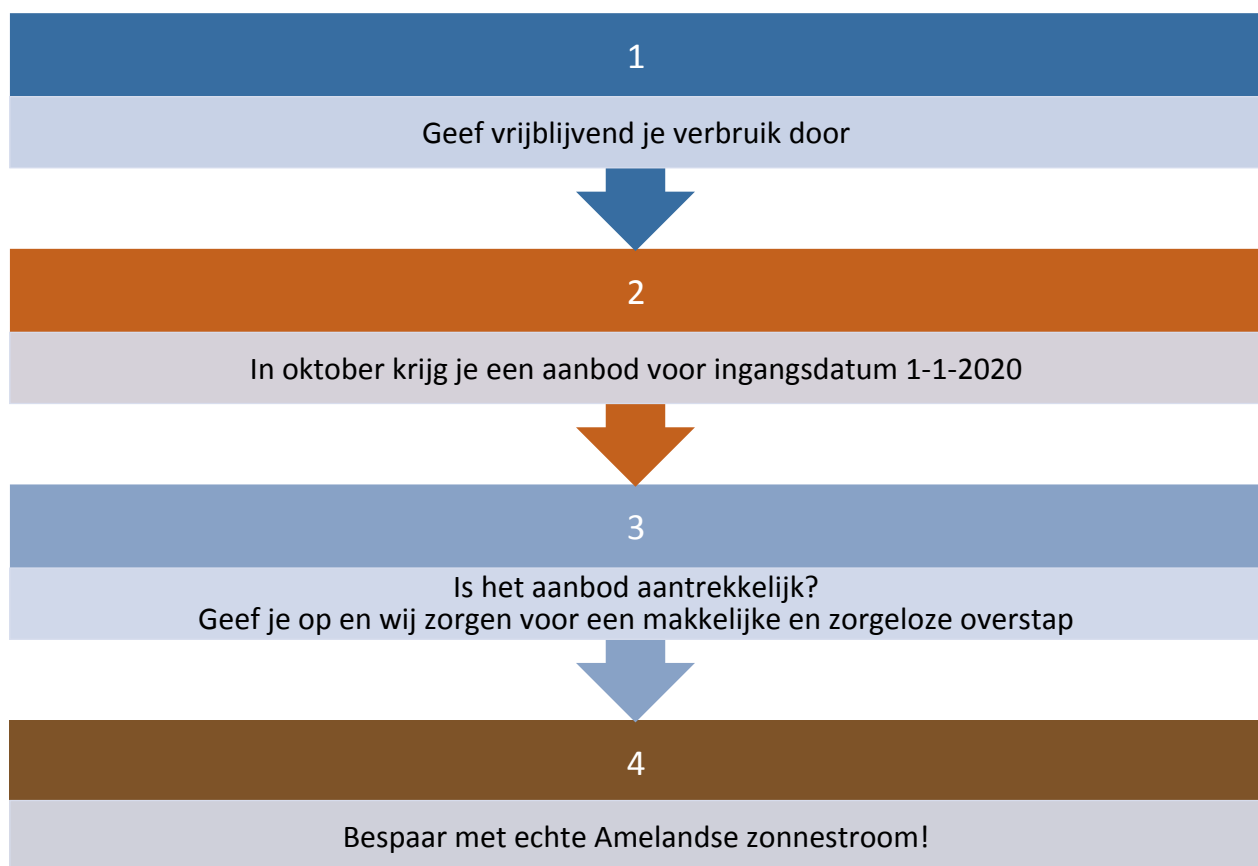 1
Geef vrijblijvend je verbruik door
2
In oktober krijg je een aanbod voor ingangsdatum 1-1-2020
3
Is het aanbod aantrekkelijk?
Geef je op en wij zorgen voor een makkelijke en zorgeloze overstap
4
Bespaar met echte Amelandse zonnestroom!